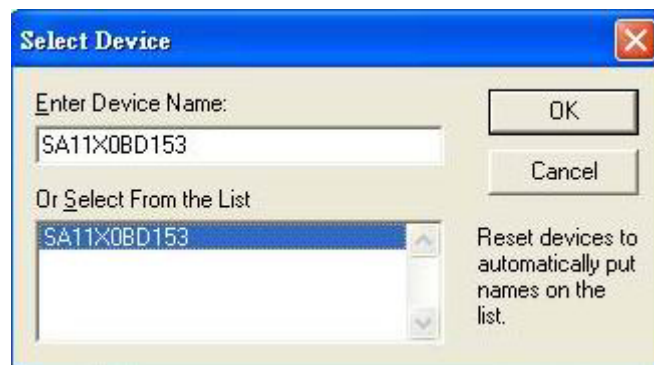 Select Device
Enter Device Name:
SA11X0BD153
OK
Cancel
Or Select From the List
SA11X0BD153
Reset devices to
automatically put
names on the
list.